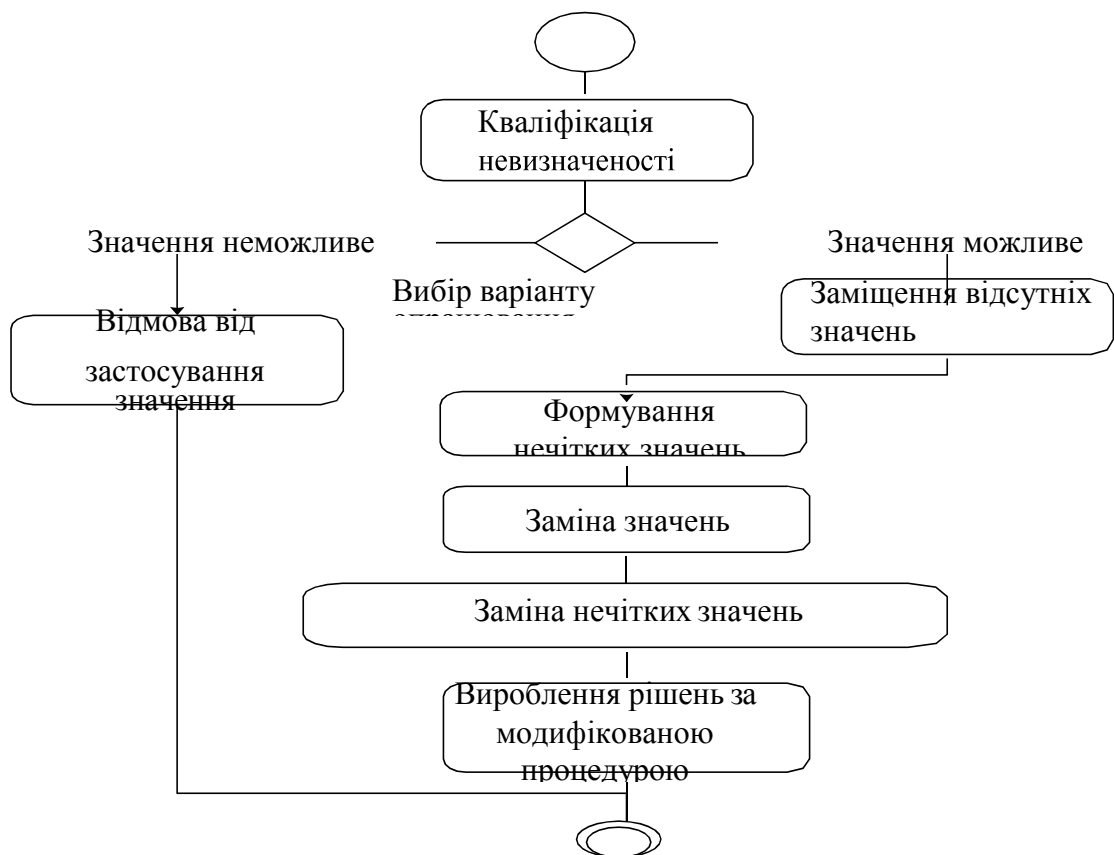 Кваліфікація
невизначеності
Значення неможливе
Значення можливе
Вибір варіанту
Заміщення відсутніх
значень
Відмова від
застосування
значення
Формування
нечітких значень
Заміна значень
Заміна нечітких значень
Вироблення рішень за
модифікованою
процедурою